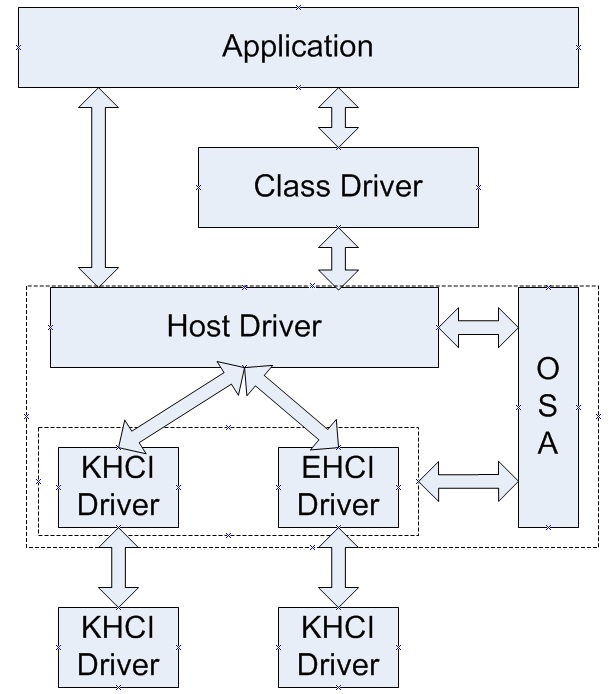 Application
Class Driver
Host Driver
O
S
A
KHCI
Driver
EHCI
Driver
KHCI
Driver
KHCI
Driver